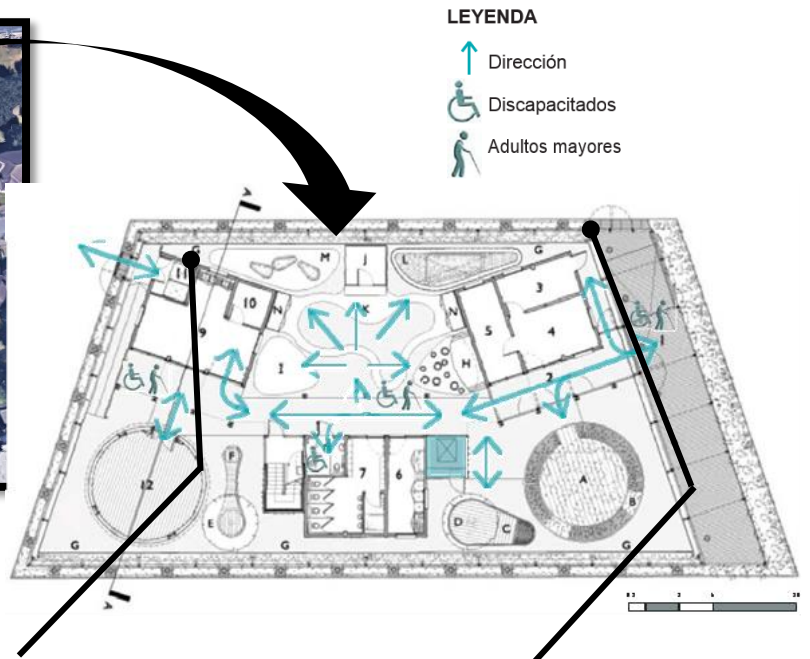 LEYENDA
Dirección
Discapacitados
Adultos mayores
A
G
M
J
L
G
11
10
N
K
N
3
9
5
4
I
H
2
1
F
12
7
6
A
B
E
D
C
G
G
G
A